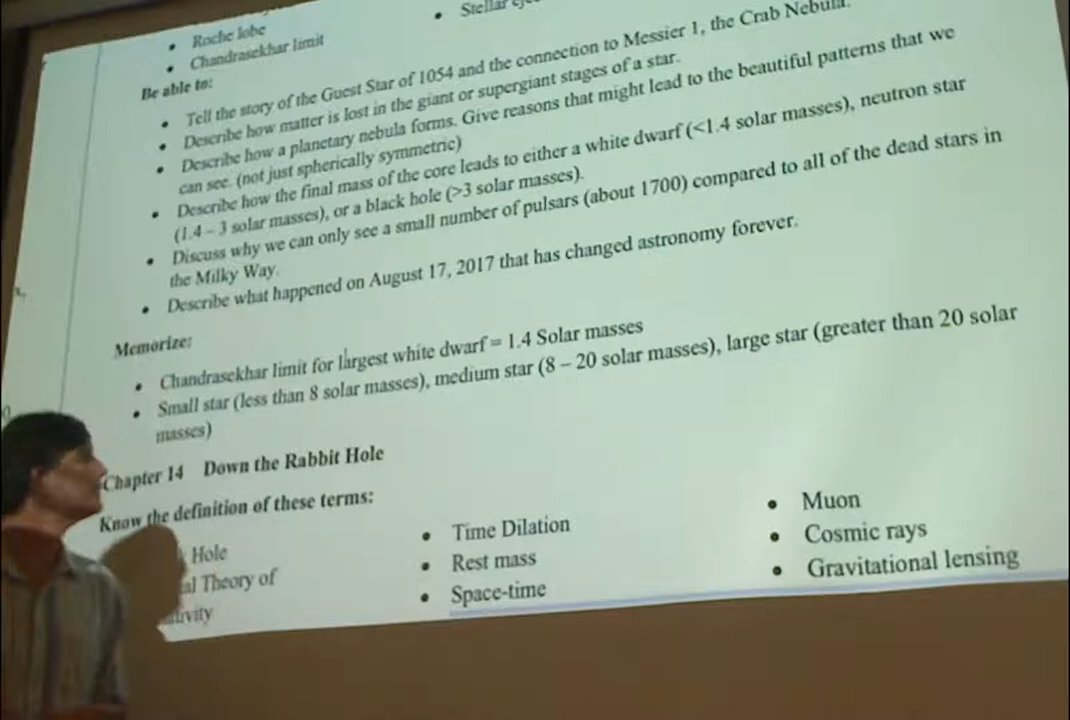 • Roche lobe • Stellar
• Chandrasekhar limit
Be able to:
• Tell the story of the Guest Star of 1054 and the connection to Messier 1, the Crab Nebula.
• Describe how matter is lost in the giant or supergiant stages of a star.
• Describe how a planetary nebula forms. Give reasons that might lead to the beautiful patterns that we
can see. (not just spherically symmetric)
• Describe how the final mass of the core leads to either a white dwarf (<1.4 solar masses), neutron star
(1.4 – 3 solar masses), or a black hole (>3 solar masses).
• Discuss why we can only see a small number of pulsars (about 1700) compared to all of the dead stars in
the Milky Way.
• Describe what happened on August 17, 2017 that has changed astronomy forever.
Memorize:
• Chandrasekhar limit for largest white dwarf = 1.4 Solar masses
• Small star (less than 8 solar masses), medium star (8 – 20 solar masses), large star (greater than 20 solar
masses)
Chapter 14 Down the Rabbit Hole
Know the definition of these terms:
Hole • Time Dilation • Muon
Theory of • Rest mass • Cosmic rays
• Space-time • Gravitational lensing